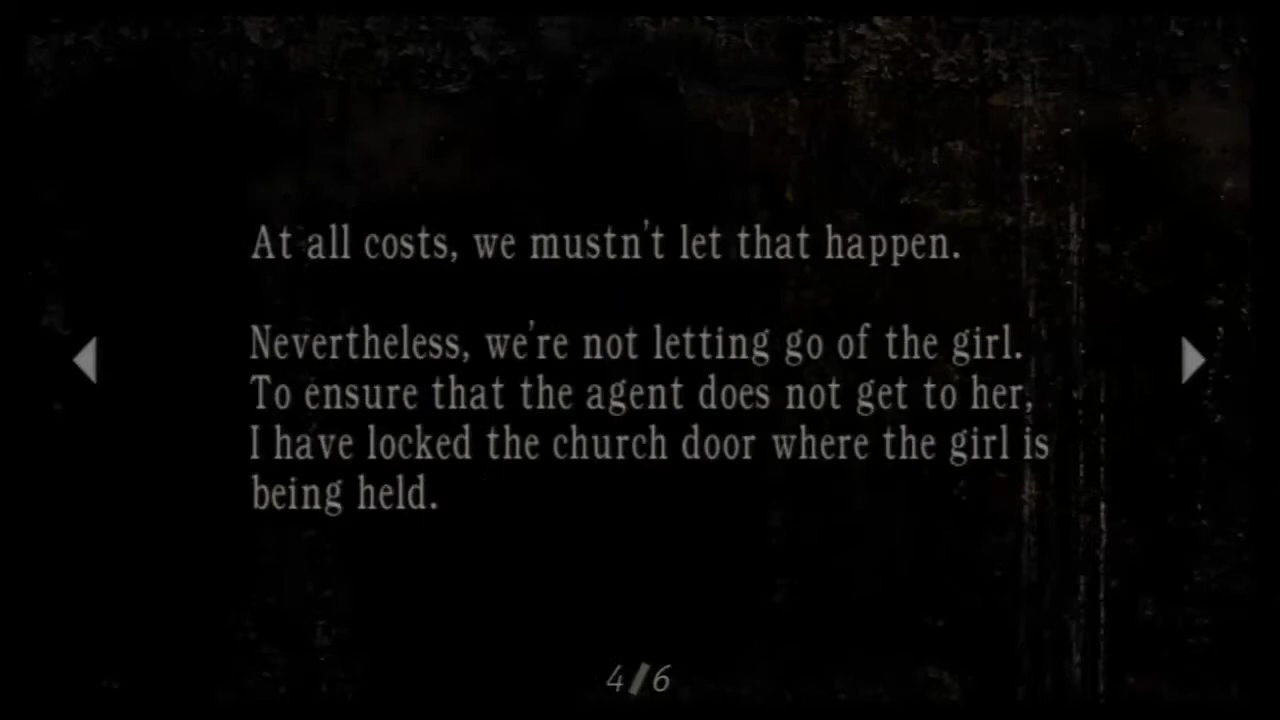 At all costs, we mustn't let that happen.
Nevertheless, we're not letting go of the girl.
To ensure that the agent does not get to her,
I have locked the church door where the girl is
being held.
4/6